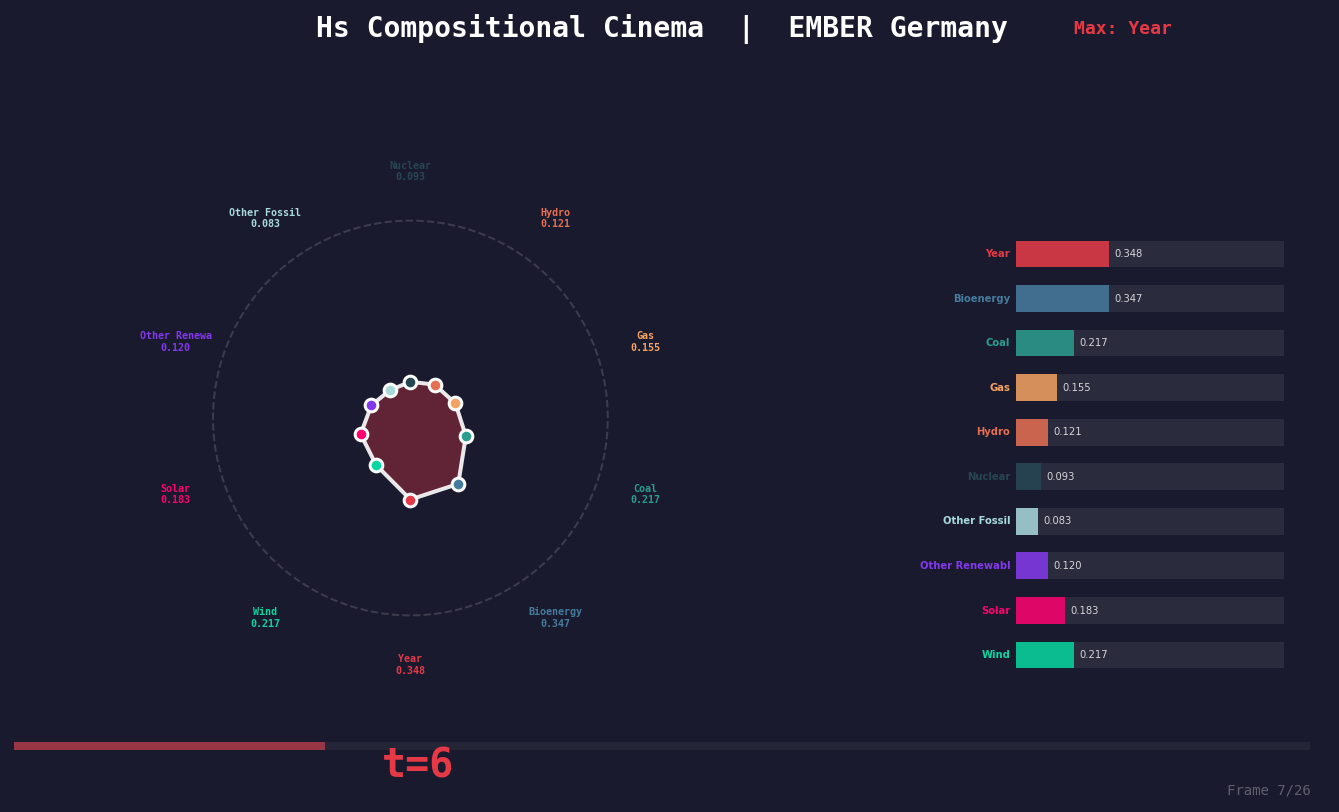 Hs Compositional Cinema | EMBER Germany
Max: Year
Nuclear
0.093
Other Fossil
0.083
Hydro
0.121
Other Renewa
0.120
Gas
0.155
Solar
0.183
Coal
0.217
Wind
0.217
Bioenergy
0.347
Year
0.348
Year 0.348
Bioenergy 0.347
Coal 0.217
Gas 0.155
Hydro 0.121
Nuclear 0.093
Other Fossil 0.083
Other Renewabl 0.120
Solar 0.183
Wind 0.217
t=6
Frame 7/26